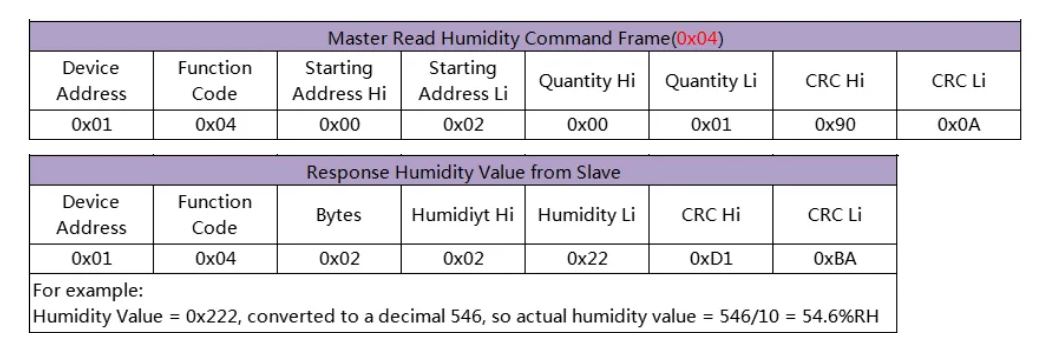 Master Read Humidity Command Frame(0x04)
Device Address Function Code Starting Address Hi Starting Address Li Quantity Hi Quantity Li CRC Hi CRC Li
0x01 0x04 0x00 0x02 0x00 0x01 0x90 0x0A
Response Humidity Value from Slave
Device Address Function Code Bytes Humidiyt Hi Humidity Li CRC Hi CRC Li
0x01 0x04 0x02 0x02 0x22 0xD1 0xBA
For example:
Humidity Value = 0x222, converted to a decimal 546, so actual humidity value = 546/10 = 54.6%RH